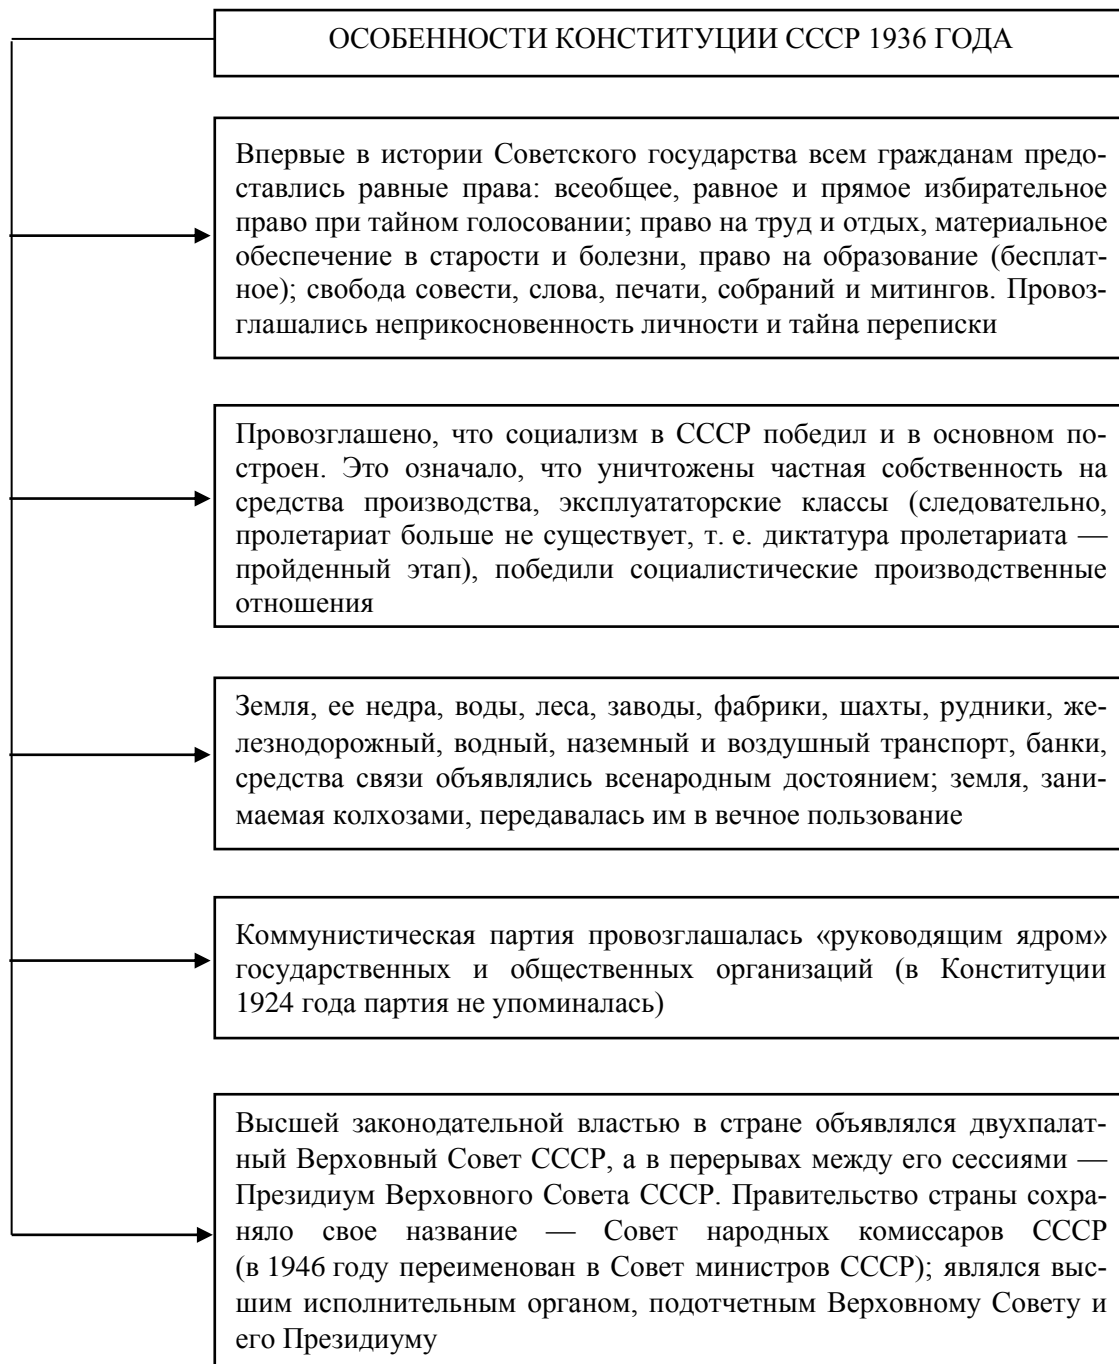 ОСОБЕННОСТИ КОНСТИТУЦИИ СССР 1936 ГОДА
Впервые в истории Советского государства всем гражданам предо-
ставлись равные права: всеобщее, равное и прямое избирательное
право при тайном голосовании; право на труд и отдых, материальное
обеспечение в старости и болезни, право на образование (бесплат-
ное); свобода совести, слова, печати, собраний и митингов. Провоз-
глашались неприкосновенность личности и тайна переписки
Провозглашено, что социализм в СССР победил и в основном по-
строен. Это означало, что уничтожены частная собственность на
средства производства, эксплуататорские классы (следовательно,
пролетариат больше не существует, т. е. диктатура пролетариата —
пройденный этап), победили социалистические производственные
отношения
Земля, ее недра, воды, леса, заводы, фабрики, шахты, рудники, же-
лезнодорожный, водный, наземный и воздушный транспорт, банки,
средства связи объявлялись всенародным достоянием; земля, зани-
маемая колхозами, передавалась им в вечное пользование
Коммунистическая партия провозглашалась «руководящим ядром»
государственных и общественных организаций (в Конституции
1924 года партия не упоминалась)
Высшей законодательной властью в стране объявлялся двухпалат-
ный Верховный Совет СССР, а в перерывах между его сессиями —
Президиум Верховного Совета СССР. Правительство страны сохра-
няло свое название — Совет народных комиссаров СССР
(в 1946 году переименован в Совет министров СССР); являлся выс-
шим исполнительным органом, подотчетным Верховному Совету и
его Президиуму